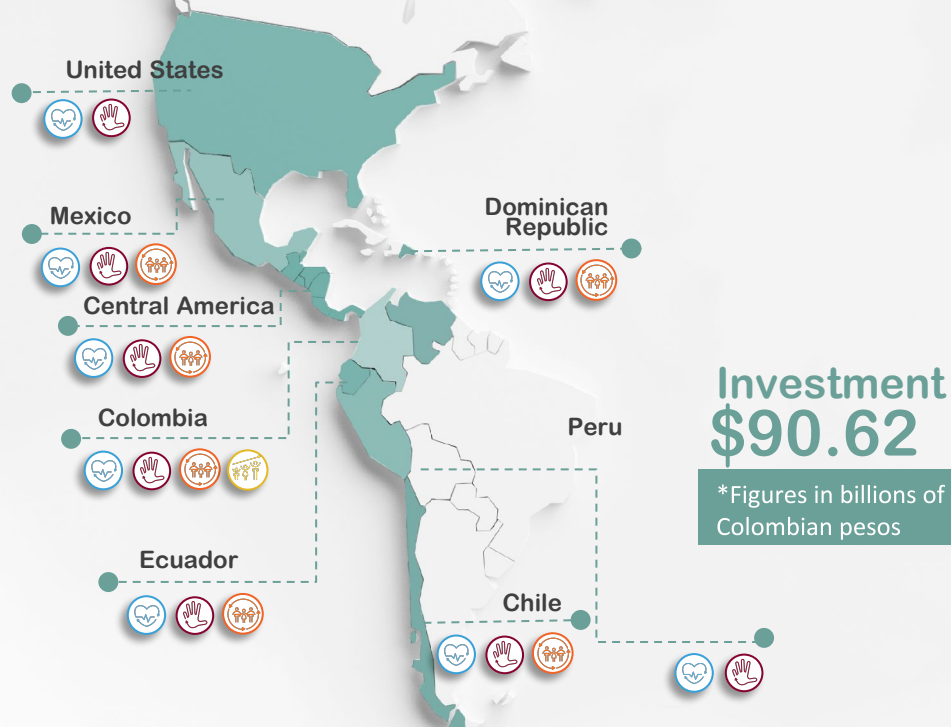 United States
Mexico
Dominican
Republic
Central America
Colombia
Peru
Investment
$90.62
*Figures in billions of
Colombian pesos
Ecuador
Chile